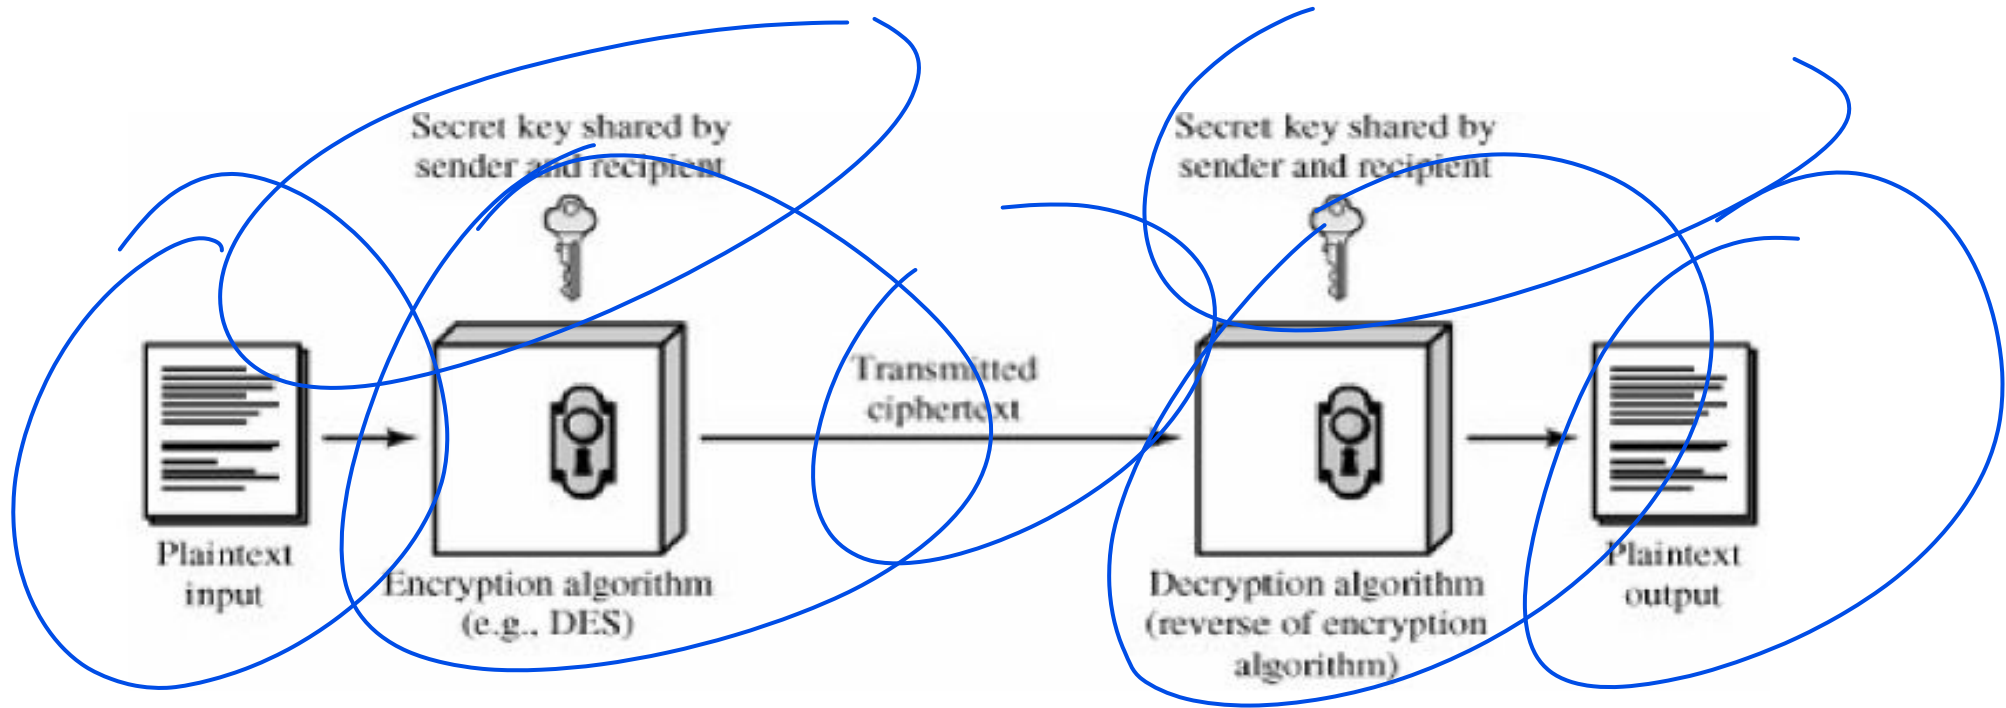 Secret key shared by
sender and recipient
Secret key shared by
sender and recipient
Transmitted
ciphertext
Plaintext
input
Encryption algorithm
(e.g., DES)
Decryption algorithm
(reverse of encryption
algorithm)
Plaintext
output